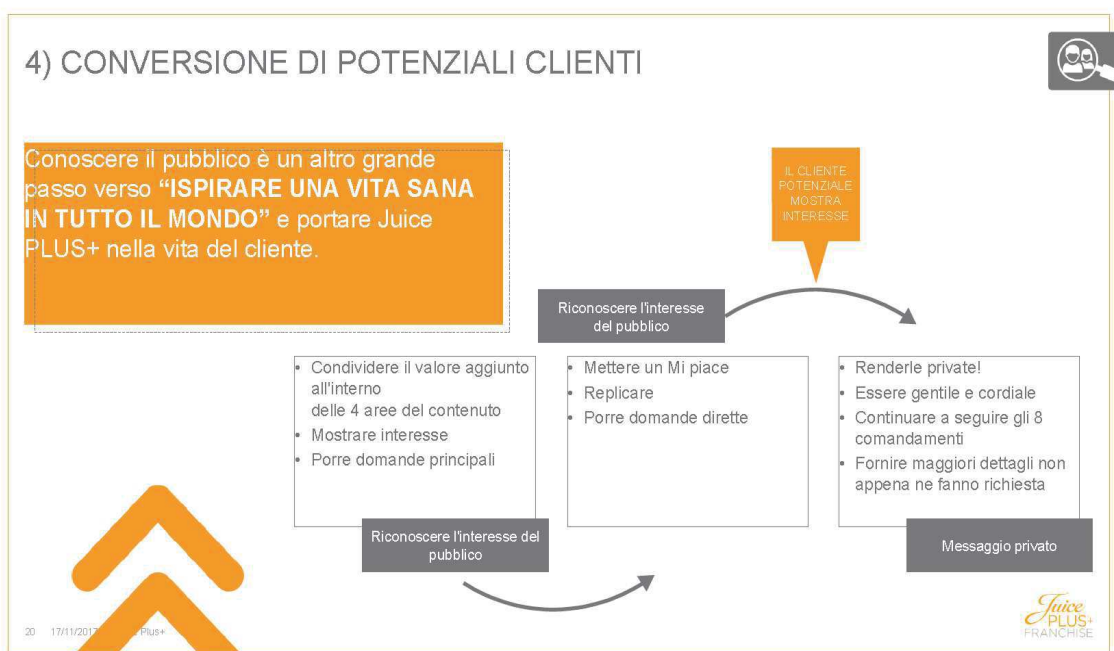 4) CONVERSIONE DI POTENZIALI CLIENTI
Conoscere il pubblico è un altro grande
passo verso “ISPIRARE UNA VITA SANA
IN TUTTO IL MONDO” e portare Juice
PLUS+ nella vita del cliente.
IL CLIENTE
POTENZIALE
MOSTRA
INTERESSE
Riconoscere l'interesse
del pubblico
• Condividere il valore aggiunto
all'interno
delle 4 aree del contenuto
• Mostrare interesse
• Porre domande principali
• Mettere un Mi piace
• Replicare
• Porre domande dirette
• Renderle private!
• Essere gentile e cordiale
• Continuare a seguire gli 8
comandamenti
• Fornire maggiori dettagli non
appena ne fanno richiesta
Riconoscere l'interesse del
pubblico
Messaggio privato
20 17/11/2017 Plus+
Juice
PLUS+
FRANCHISE